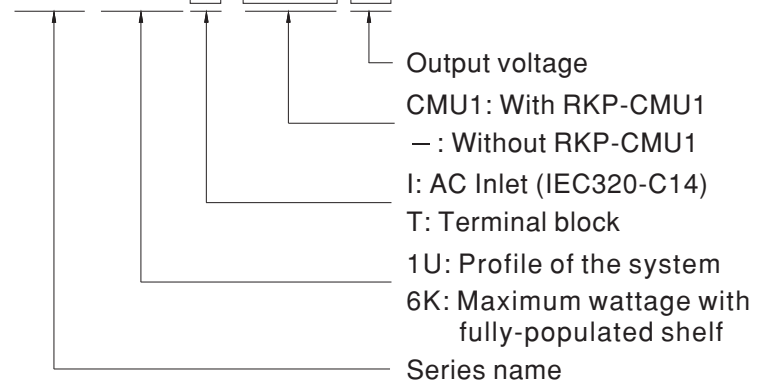 Output voltage
CMU1: With RKP-CMU1
－: Without RKP-CMU1
I: AC Inlet (IEC320-C14)
T: Terminal block
1U: Profile of the system
6K: Maximum wattage with
fully-populated shelf
Series name